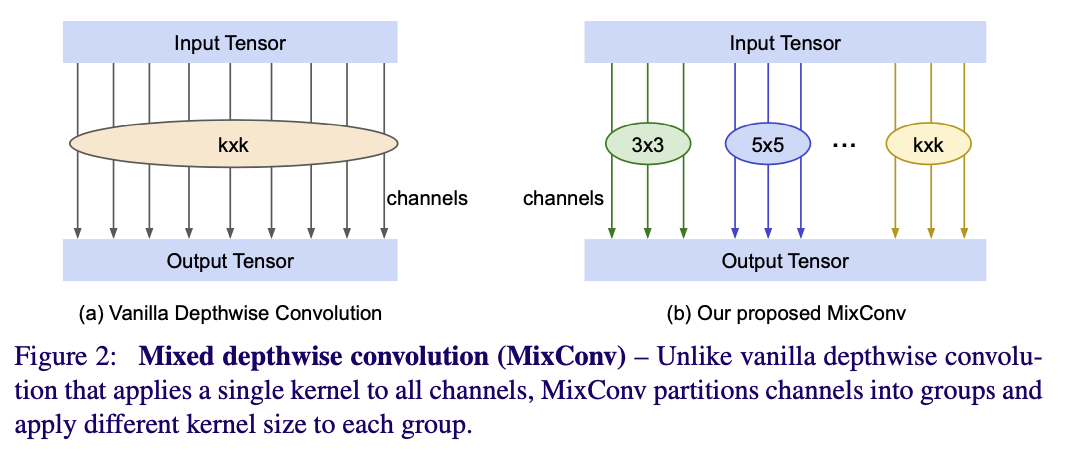 Input Tensor
kxk
channels
Output Tensor
(a) Vanilla Depthwise Convolution
Input Tensor
3x3
5x5
...
kxk
channels
Output Tensor
(b) Our proposed MixConv
Figure 2: Mixed depthwise convolution (MixConv) – Unlike vanilla depthwise convolu-
tion that applies a single kernel to all channels, MixConv partitions channels into groups and
apply different kernel size to each group.